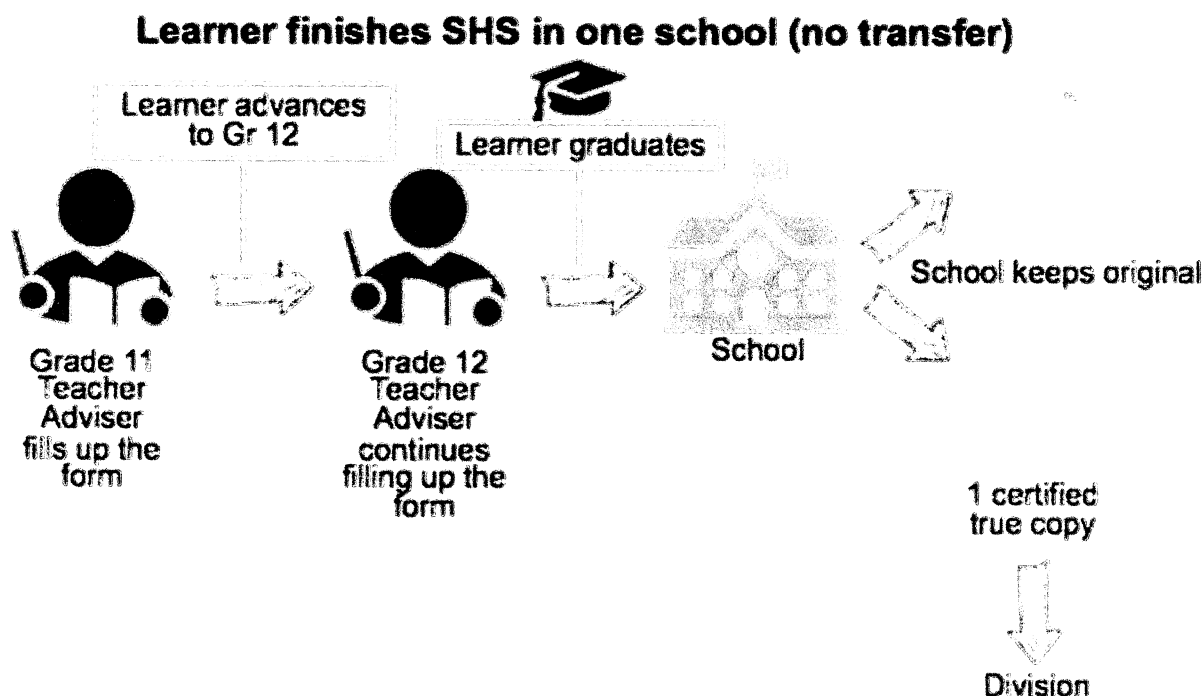 Learner finishes SHS in one school (no transfer)
Learner advances
to Gr 12
Learner graduates
School keeps original
School
Grade 11
Teacher
Adviser
fills up the
form
Grade 12
Teacher
Adviser
continues
filling up the
form
1 certified
true copy
Division